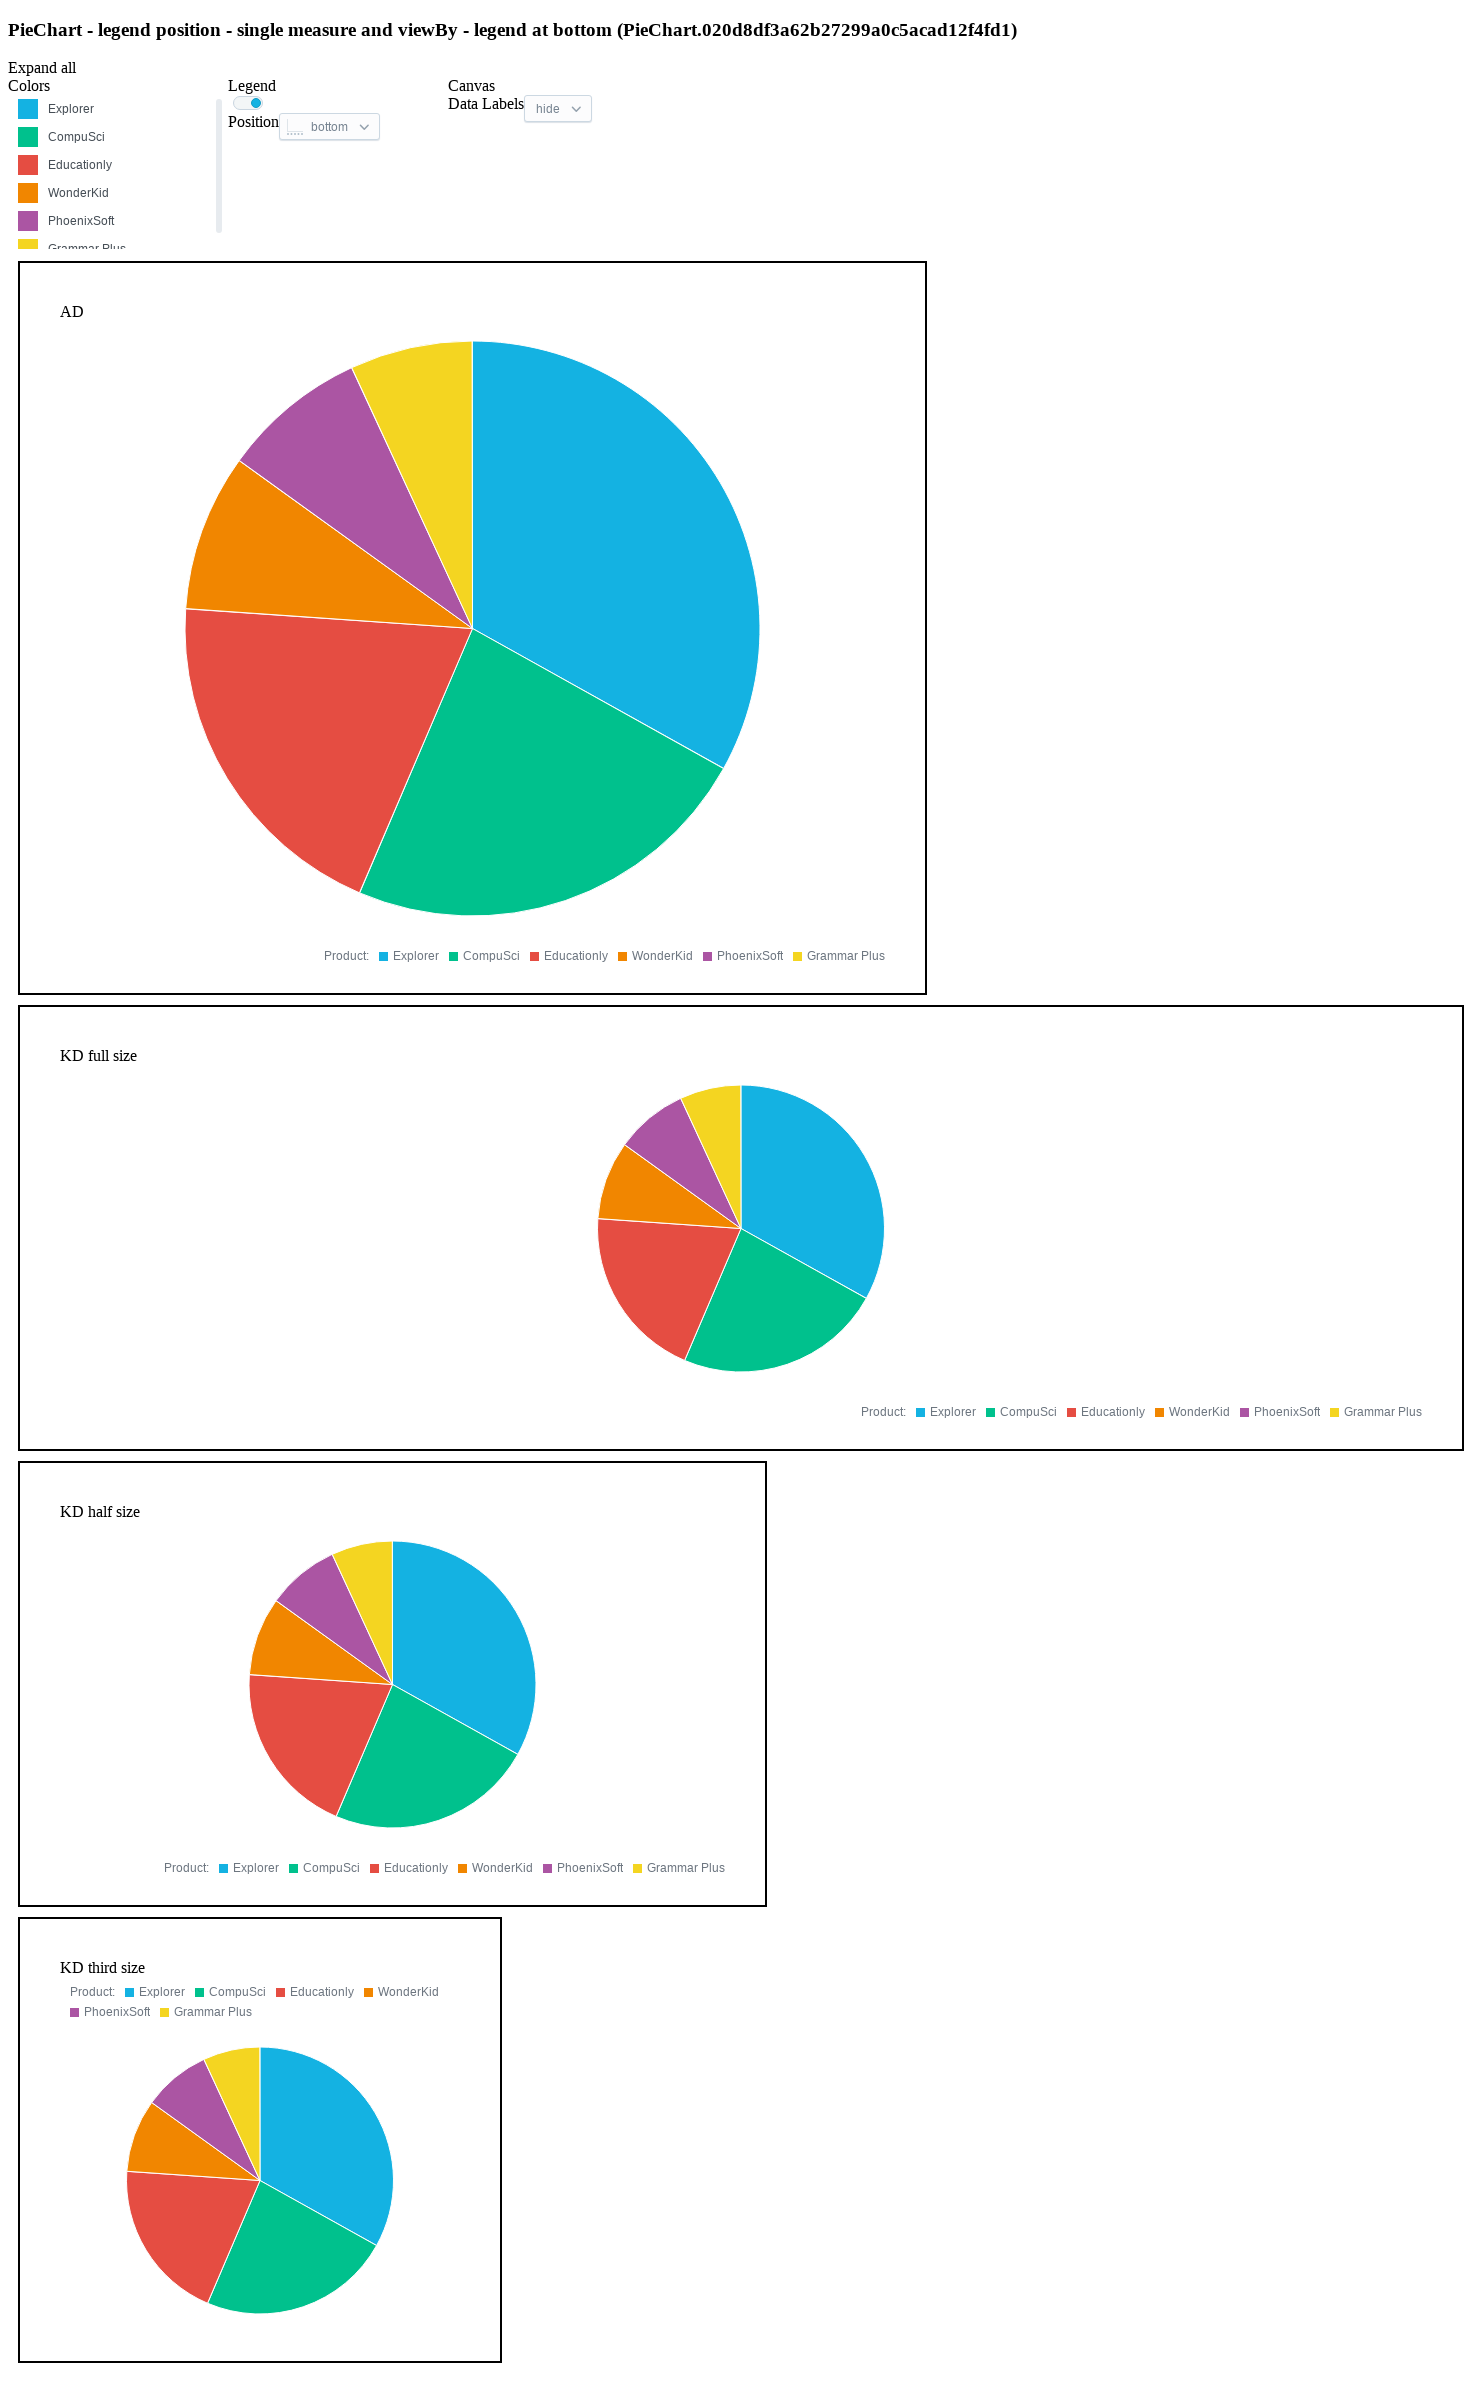 PieChart - legend position - single measure and viewBy - legend at bottom (PieChart.020d8df3a62b27299a0c5acad12f4fd1)
Expand all
Colors
Explorer
CompuSci
Educationly
WonderKid
PhoenixSoft
Grammar Plus
Legend
Position bottom
Canvas
Data Labels hide
AD
Product: Explorer CompuSci Educationly WonderKid PhoenixSoft Grammar Plus
KD full size
Product: Explorer CompuSci Educationly WonderKid PhoenixSoft Grammar Plus
KD half size
Product: Explorer CompuSci Educationly WonderKid PhoenixSoft Grammar Plus
KD third size
Product: Explorer CompuSci Educationly WonderKid
PhoenixSoft Grammar Plus